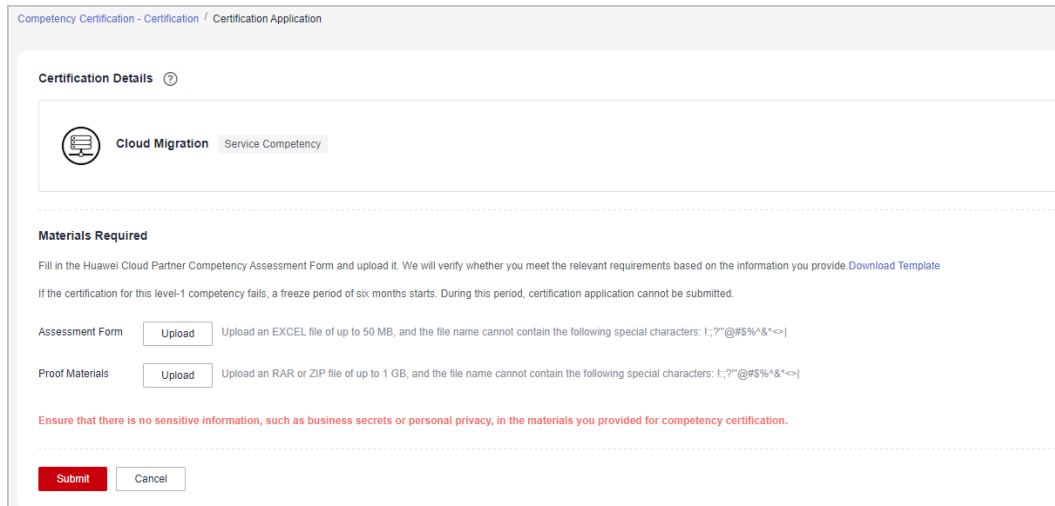 Competency Certification - Certification / Certification Application
Certification Details ?
Cloud Migration Service Competency
Materials Required
Fill in the Huawei Cloud Partner Competency Assessment Form and upload it. We will verify whether you meet the relevant requirements based on the information you provide.Download Template
If the certification for this level-1 competency fails, a freeze period of six months starts. During this period, certification application cannot be submitted.
Assessment Form Upload Upload an EXCEL file of up to 50 MB, and the file name cannot contain the following special characters: !:;?'"@#$%^&*<>|
Proof Materials Upload Upload an RAR or ZIP file of up to 1 GB, and the file name cannot contain the following special characters: !:;?'"@#$%^&*<>|
Ensure that there is no sensitive information, such as business secrets or personal privacy, in the materials you provided for competency certification.
Submit Cancel